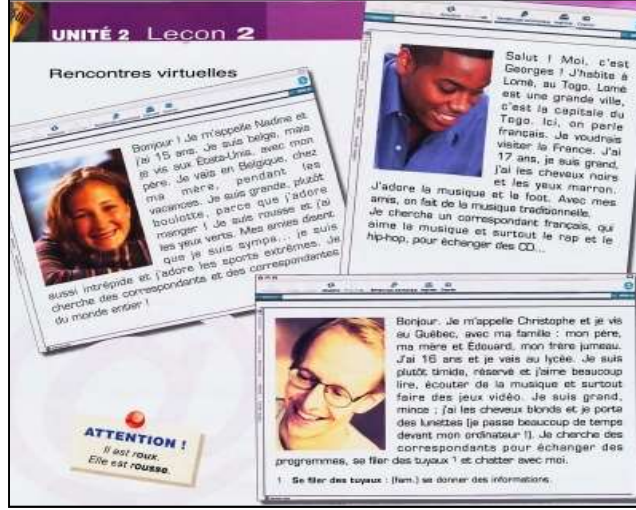 UNITÉ 2 Leçon 2
Rencontres virtuelles
Bonjour ! Je m'appelle Nadine et
j'ai 15 ans. Je suis belge, mais
je vis aux États-Unis, avec mon
père. Je vais en Belgique, chez
ma mère, pendant les
vacances. Je suis grande, plutôt
boulotte, parce que j'adore
manger ! Je suis rousse et j'ai
les yeux verts. Mes amies disent
que je suis sympa... je suis
aussi intrépide et j'adore les sports extrêmes. Je
cherche des correspondants et des correspondantes
du monde entier !
Salut ! Moi, c'est
Georges ! J'habite à
Lomé, au Togo. Lomé
est une grande ville,
c'est la capitale du
Togo. Ici, on parle
français. Je voudrais
visiter la France. J'ai
17 ans, je suis grand,
j'ai les cheveux noirs
et les yeux marron.
J'adore la musique et le foot. Avec mes
amis, on fait de la musique traditionnelle.
Je cherche un correspondant français, qui
aime la musique et surtout le rap et le
hip-hop, pour échanger des CD...
Bonjour. Je m'appelle Christophe et je vis
au Québec, avec ma famille : mon père,
ma mère et Édouard, mon frère jumeau.
J'ai 16 ans et je vais au lycée. Je suis
plutôt timide, réservé et j'aime beaucoup
lire, écouter de la musique et surtout
faire des jeux vidéo. Je suis grand,
mince ; j'ai les cheveux blonds et je porte
des lunettes (je passe beaucoup de temps
devant mon ordinateur !). Je cherche des
correspondants pour échanger des
programmes, se filer des tuyaux ¹ et chatter avec moi.
1 Se filer des tuyaux : (fam.) se donner des informations.
ATTENTION !
Il est roux.
Elle est rousse.